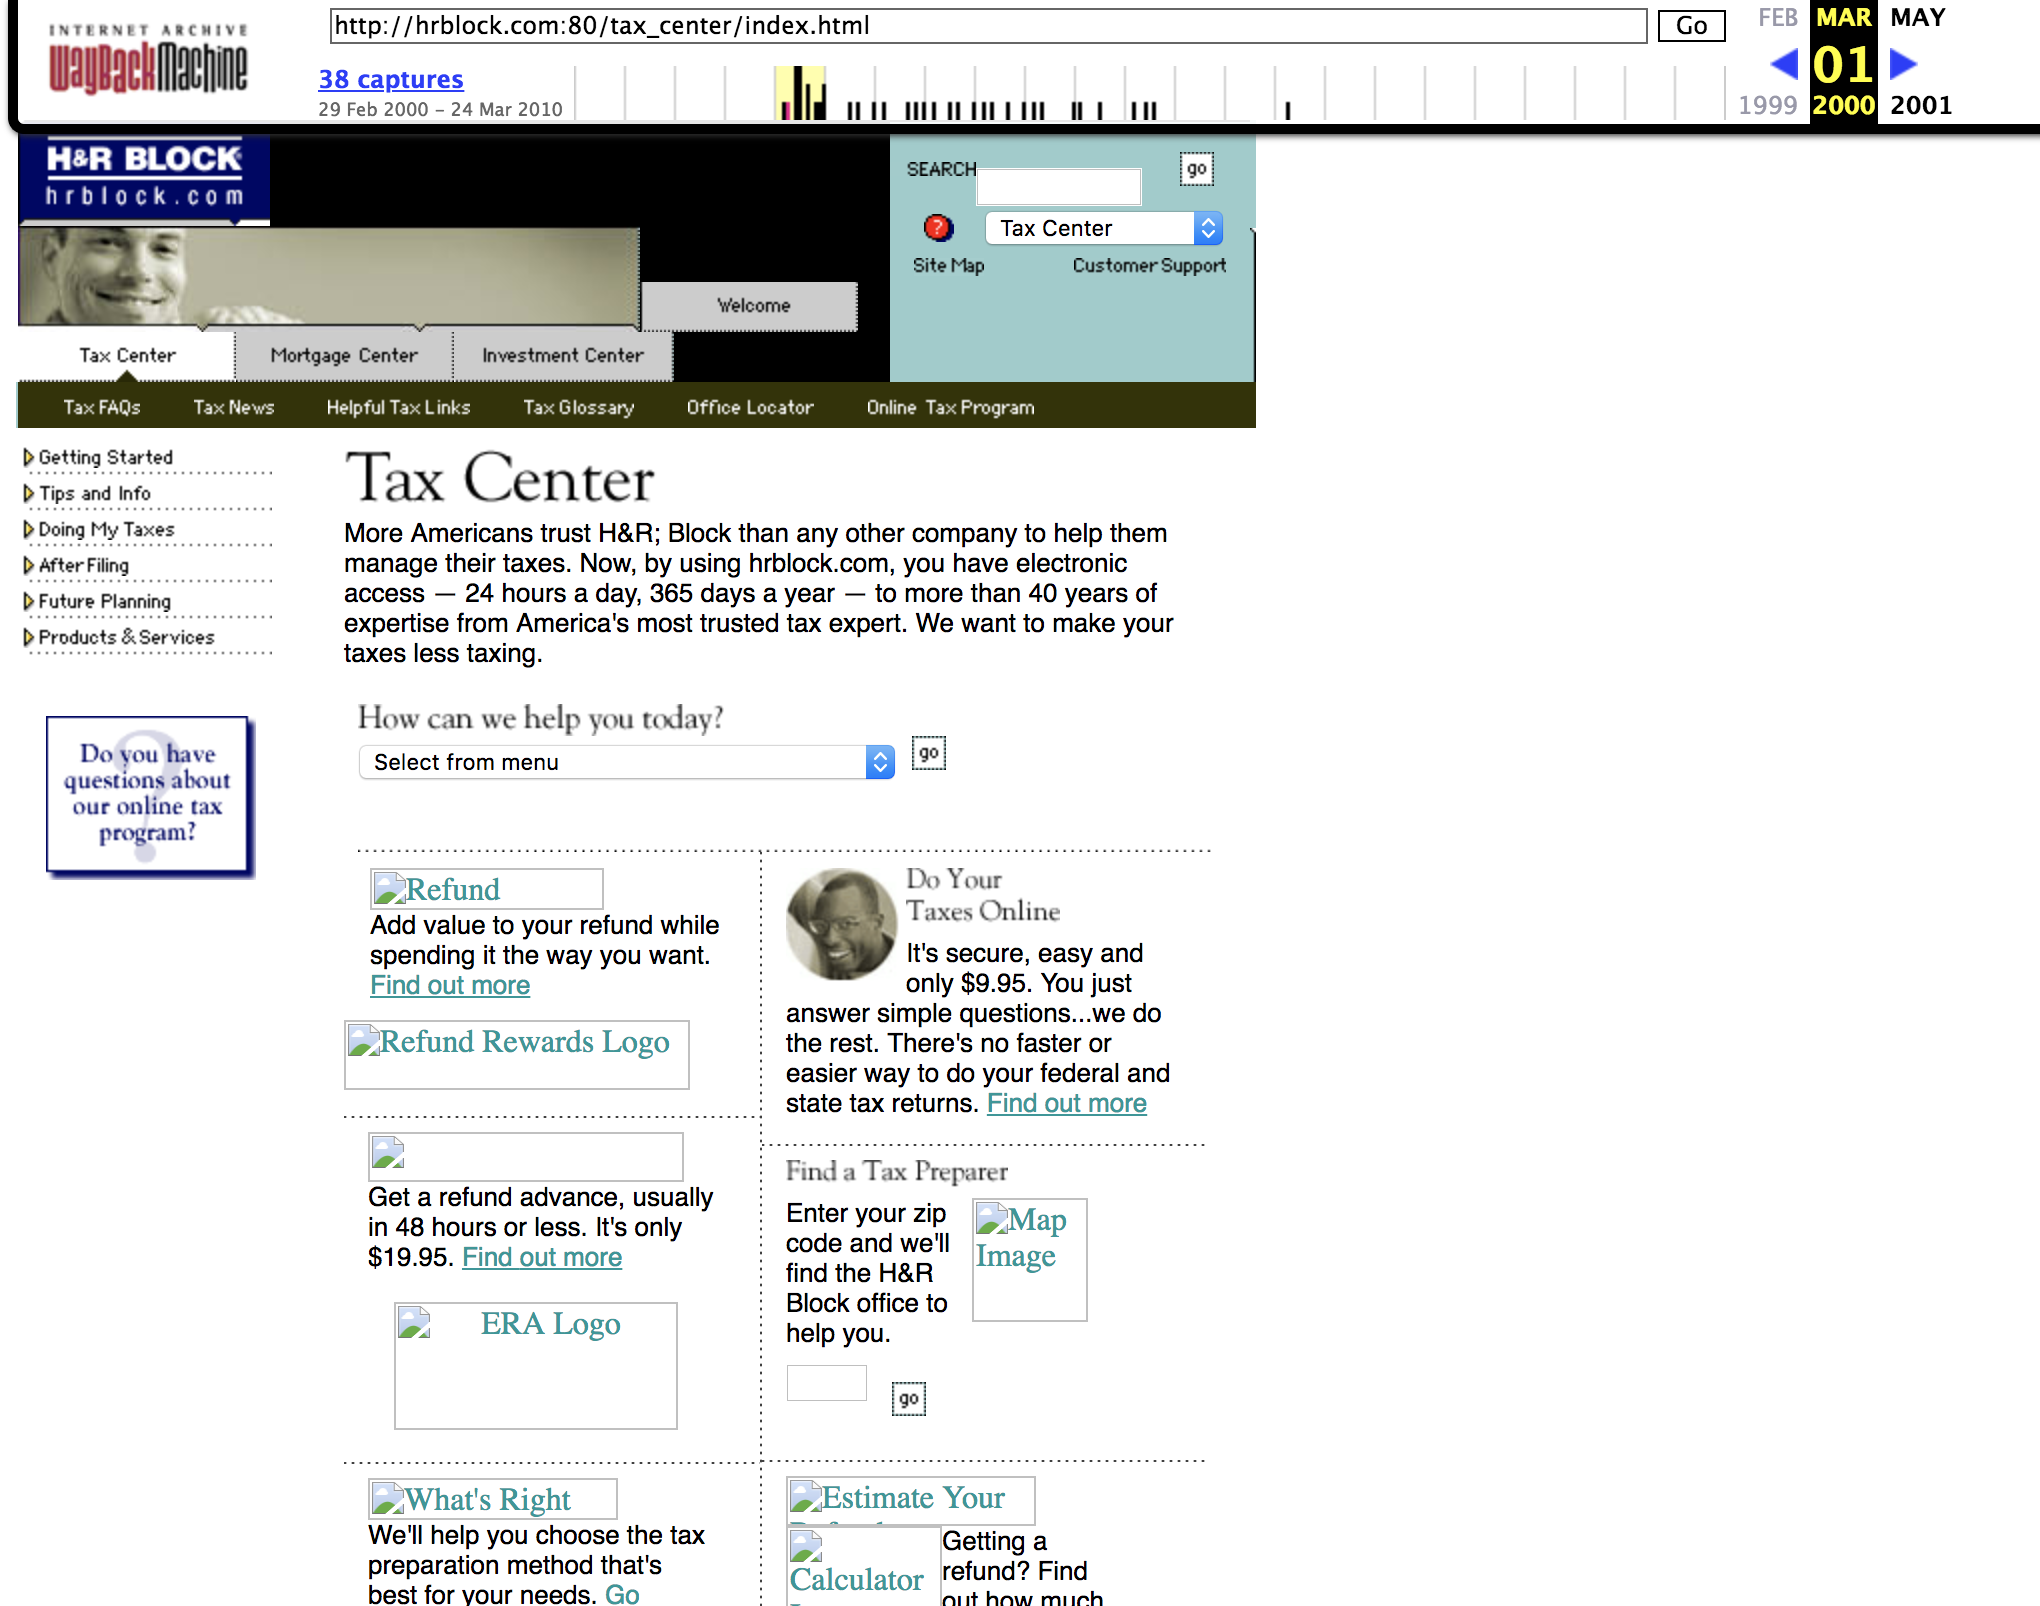 INTERNET ARCHIVE
WayBackMachine
http://hrblock.com:80/tax_center/index.html
Go
FEB MAR MAY
38 captures
01
29 Feb 2000 – 24 Mar 2010
1999 2000 2001
H&R BLOCK
hrblock.com
SEARCH
go
Tax Center
Site Map
Customer Support
Welcome
Tax Center
Mortgage Center
Investment Center
Tax FAQs
Tax News
Helpful Tax Links
Tax Glossary
Office Locator
Online Tax Program
Getting Started
Tips and Info
Doing My Taxes
After Filing
Future Planning
Products & Services
Do you have
questions about
our online tax
program?
Tax Center
More Americans trust H&R; Block than any other company to help them
manage their taxes. Now, by using hrblock.com, you have electronic
access — 24 hours a day, 365 days a year — to more than 40 years of
expertise from America's most trusted tax expert. We want to make your
taxes less taxing.
How can we help you today?
Select from menu
go
Refund
Add value to your refund while
spending it the way you want.
Find out more
Refund Rewards Logo
Get a refund advance, usually
in 48 hours or less. It's only
$19.95. Find out more
ERA Logo
What's Right
We'll help you choose the tax
preparation method that's
best for your needs. Go
Do Your
Taxes Online
It's secure, easy and
only $9.95. You just
answer simple questions...we do
the rest. There's no faster or
easier way to do your federal and
state tax returns. Find out more
Find a Tax Preparer
Enter your zip
code and we'll
find the H&R
Block office to
help you.
Map
Image
go
Estimate Your
Calculator
Getting a
refund? Find
out how much